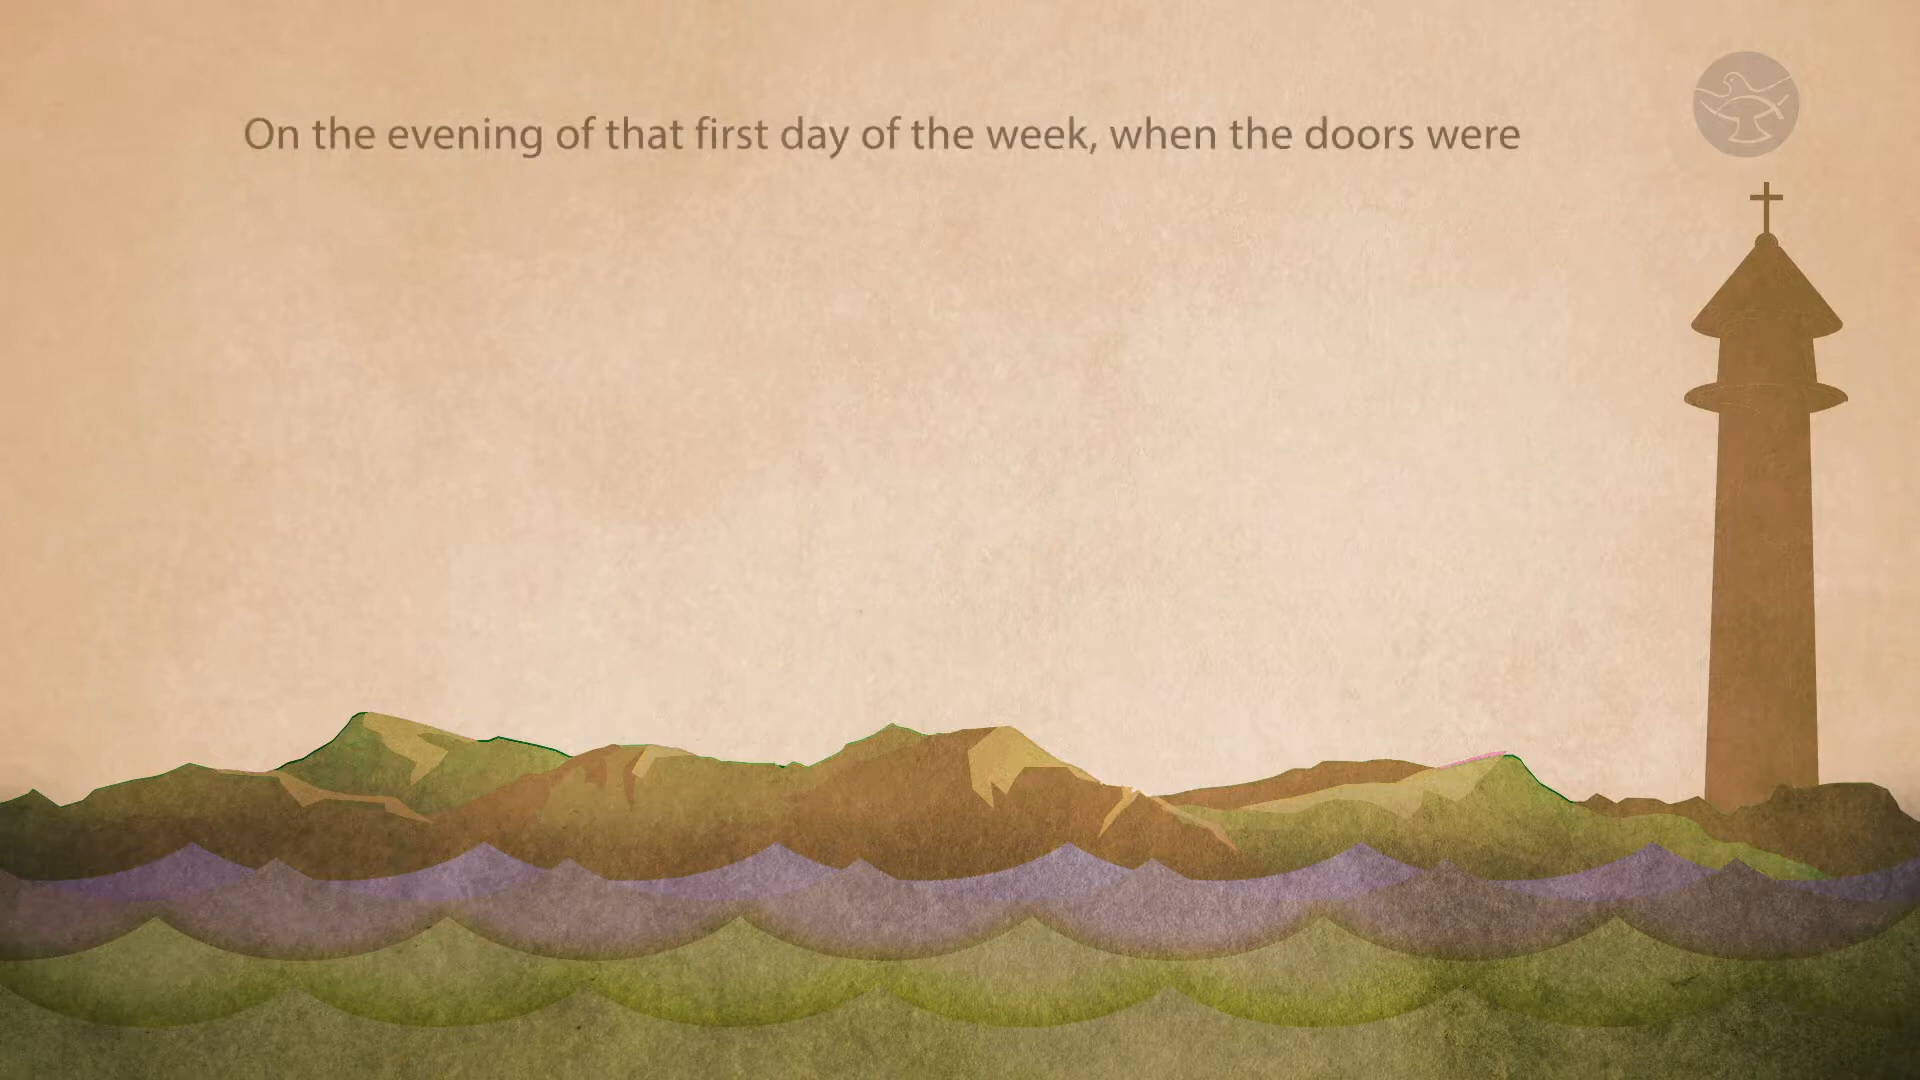 On the evening of that first day of the week, when the doors were